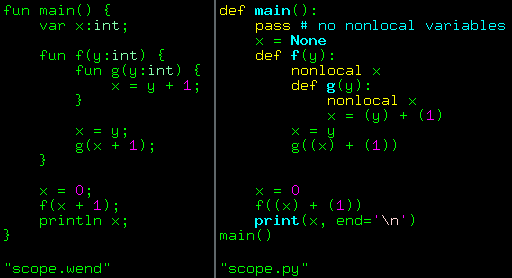 fun main() {
    var x:int;

    fun f(y:int) {
        fun g(y:int) {
            x = y + 1;
        }

        x = y;
        g(x + 1);
    }

    x = 0;
    f(x + 1);
    println x;
}
"scope.wend"
def main():
    pass # no nonlocal variables
    x = None
    def f(y):
        nonlocal x
        def g(y):
            nonlocal x
            x = (y) + (1)
        x = y
        g((x) + (1))

    x = 0
    f((x) + (1))
    print(x, end='\n')
main()
"scope.py"